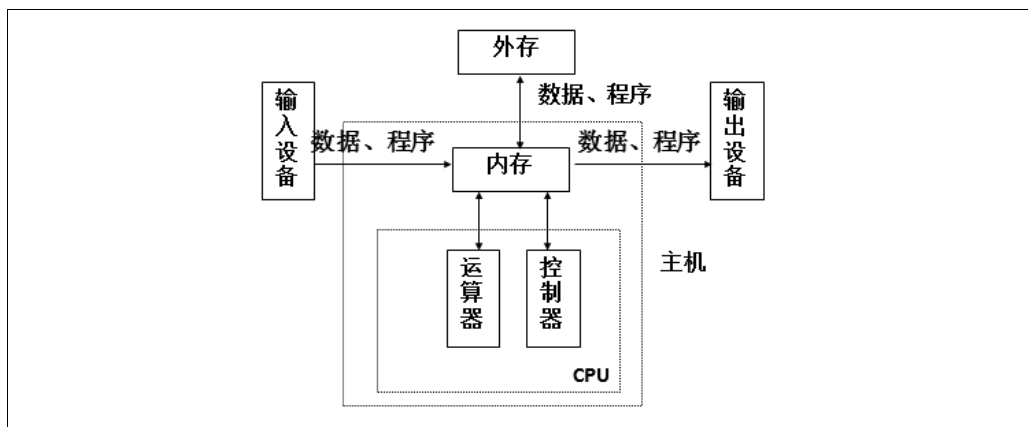 外存
数据、程序
输入设备
数据、程序
数据、程序
输出设备
内存
运算器
控制器
主机
CPU